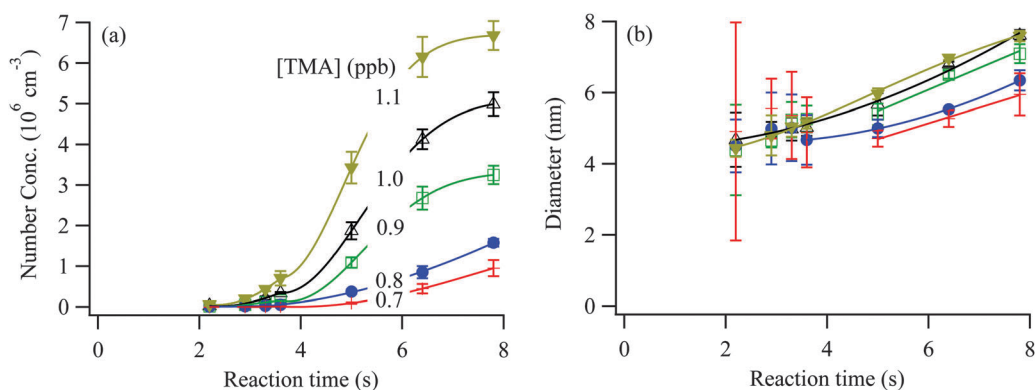 (a)
[TMA] (ppb)
1.1
1.0
0.9
0.8
0.7
Number Conc. (10⁶ cm⁻³)
7
6
5
4
3
2
1
0
0 2 4 6 8
Reaction time (s)
(b)
Diameter (nm)
8
6
4
2
0
0 2 4 6 8
Reaction time (s)